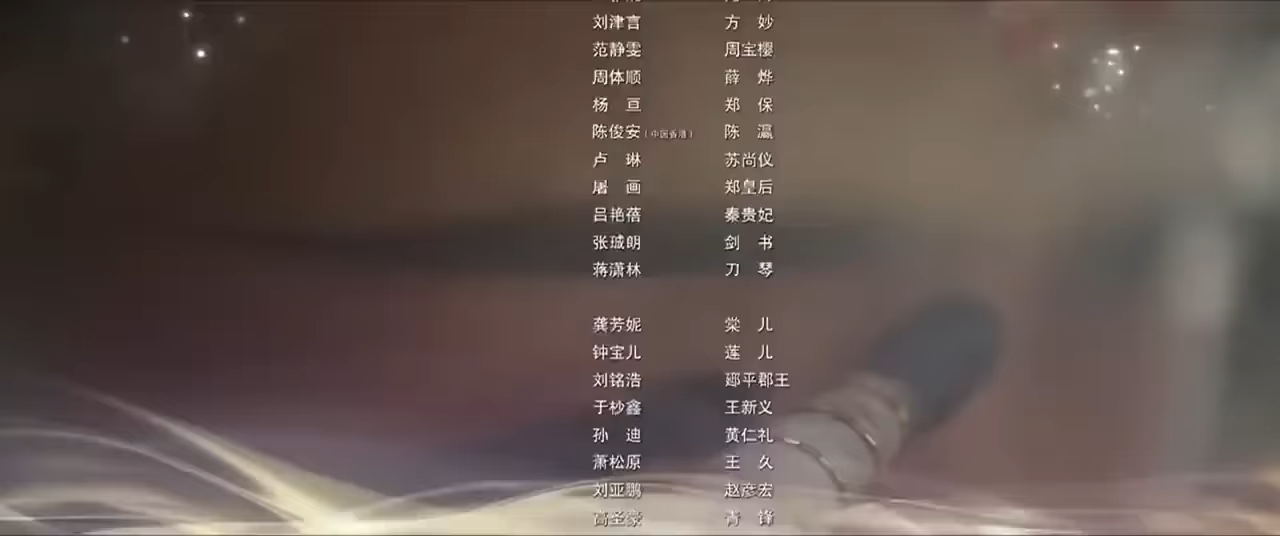 刘津言 方 妙
范静雯 周宝樱
周体顺 薛 烨
杨 亘 郑 保
陈俊安（中国香港） 陈 瀛
卢 琳 苏尚仪
屠 画 郑皇后
吕艳蓓 秦贵妃
张珹朗 剑 书
蒋潇林 刀 琴
龚芳妮 棠 儿
钟宝儿 莲 儿
刘铭浩 郦平郡王
于杪鑫 王新义
孙 迪 黄仁礼
萧松原 王 久
刘亚鹏 赵彦宏
高圣豪 青 锋